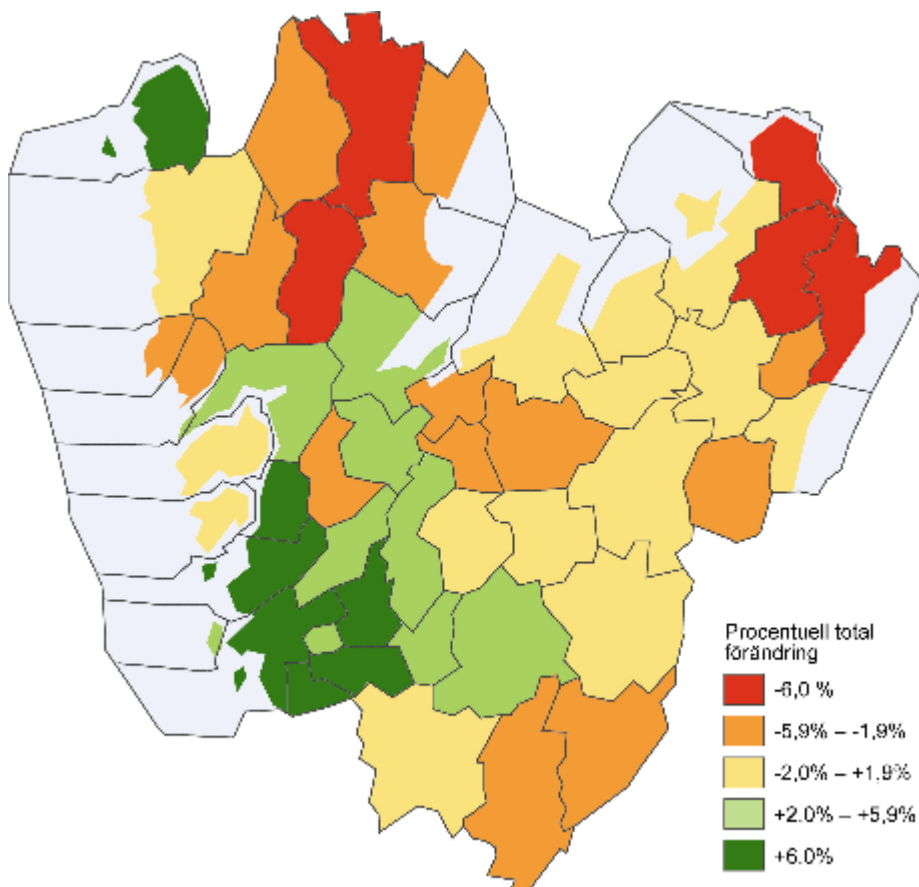 Procentuell total
förändring
-6,0 %
-5,9% – -1,9%
-2,0% – +1,9%
+2.0% – +5,9%
+6.0%